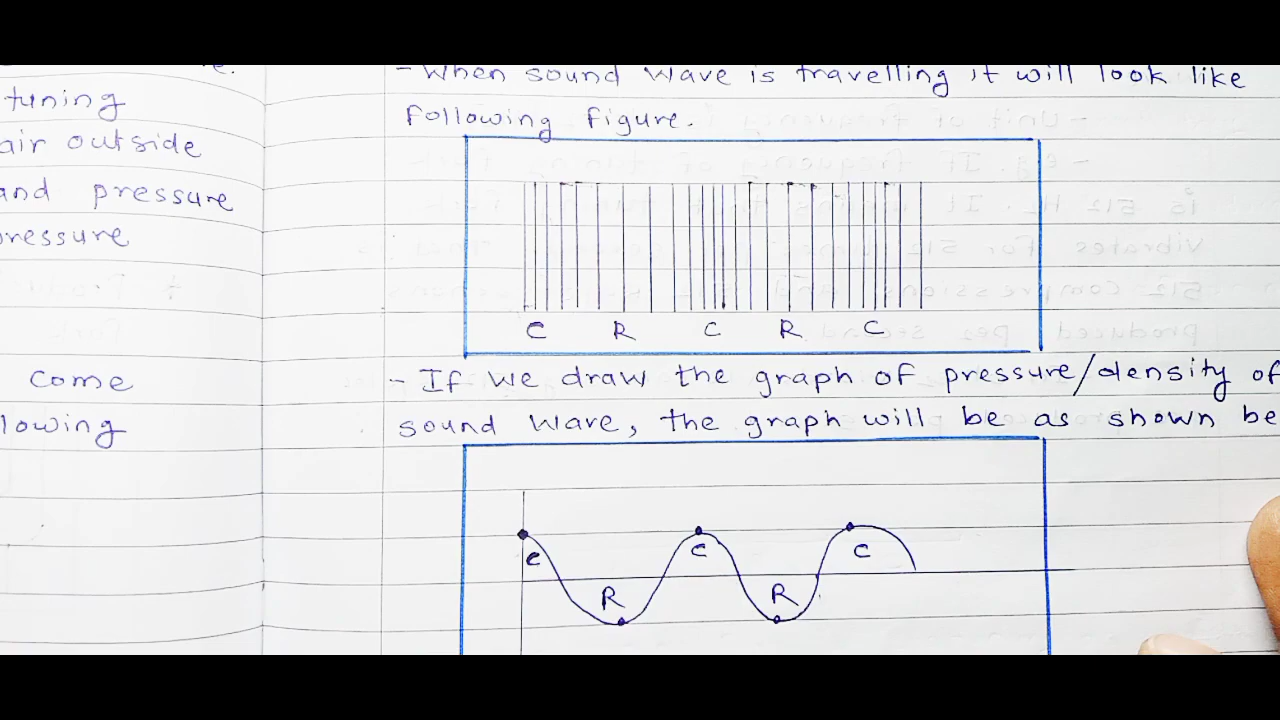 tuning
air outside
and pressure
pressure
come
lowing
- When sound wave is travelling it will look like
following figure.
C R C R C
- If we draw the graph of pressure/density of
sound wave, the graph will be as shown be
C C C
R R